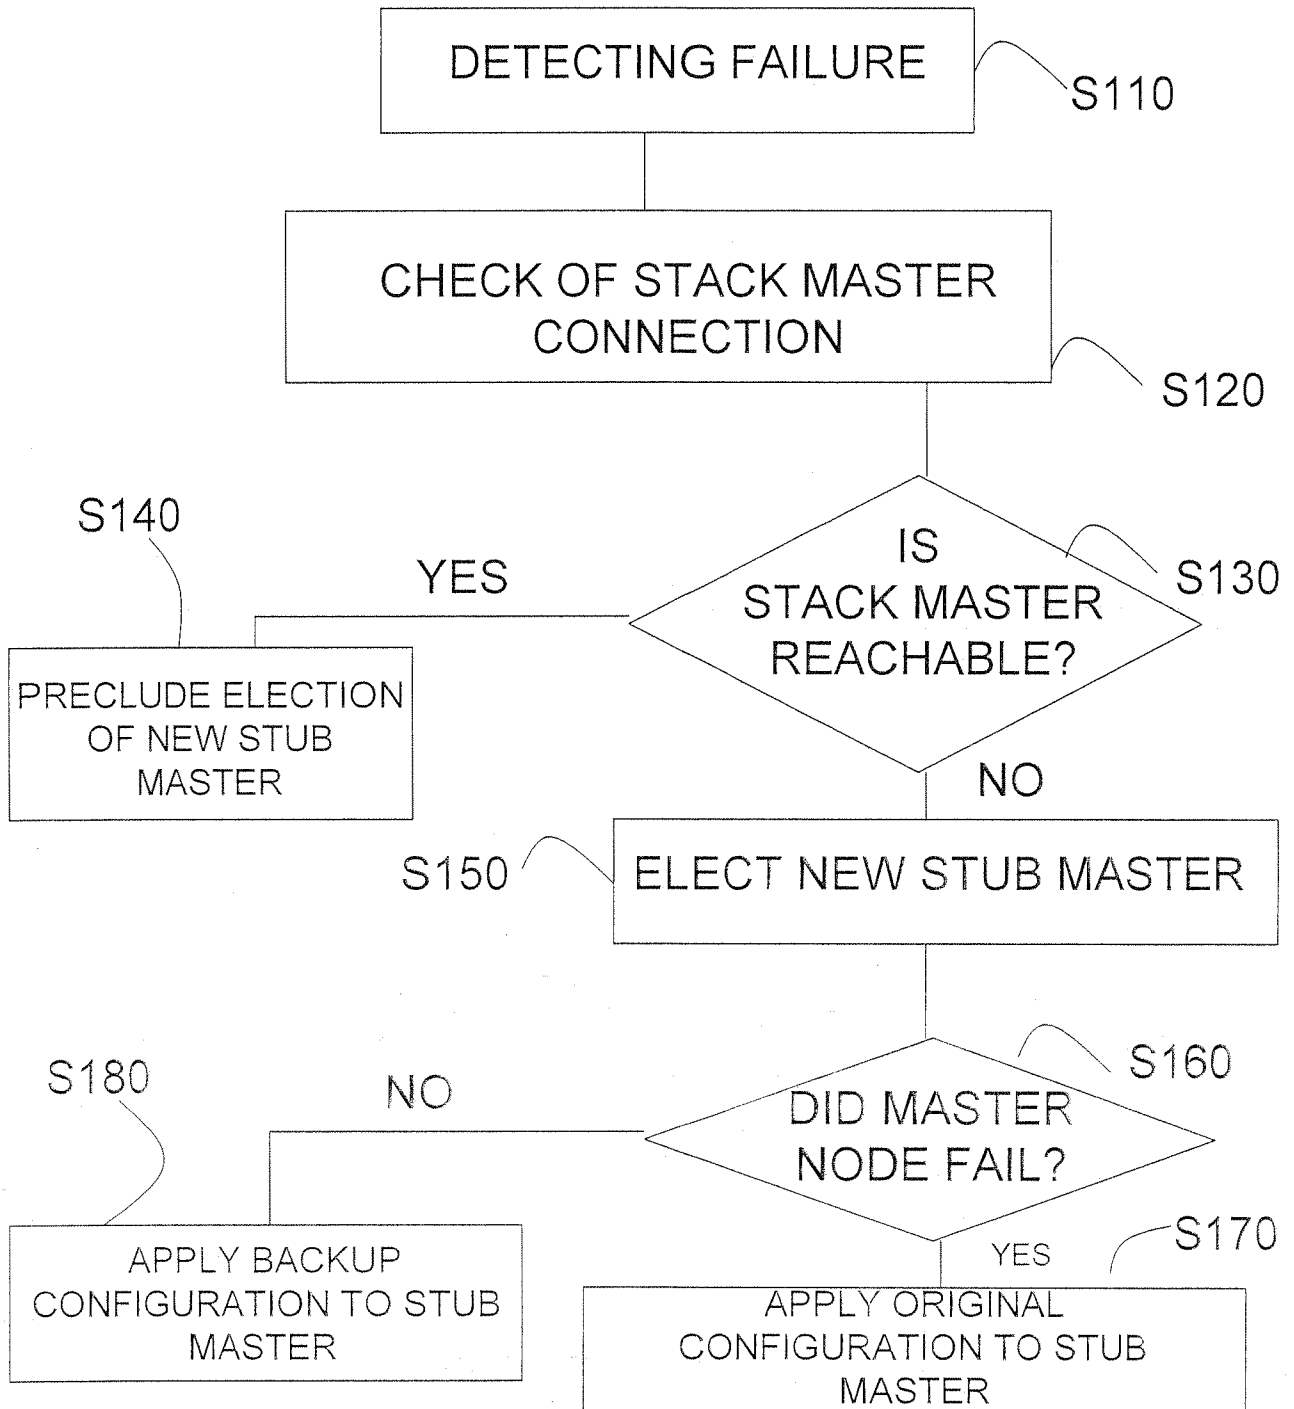 DETECTING FAILURE
S110
CHECK OF STACK MASTER
CONNECTION
S120
S140
YES
IS
STACK MASTER
REACHABLE?
S130
PRECLUDE ELECTION
OF NEW STUB
MASTER
NO
S150
ELECT NEW STUB MASTER
S180
NO
S160
DID MASTER
NODE FAIL?
YES
S170
APPLY BACKUP
CONFIGURATION TO STUB
MASTER
APPLY ORIGINAL
CONFIGURATION TO STUB
MASTER